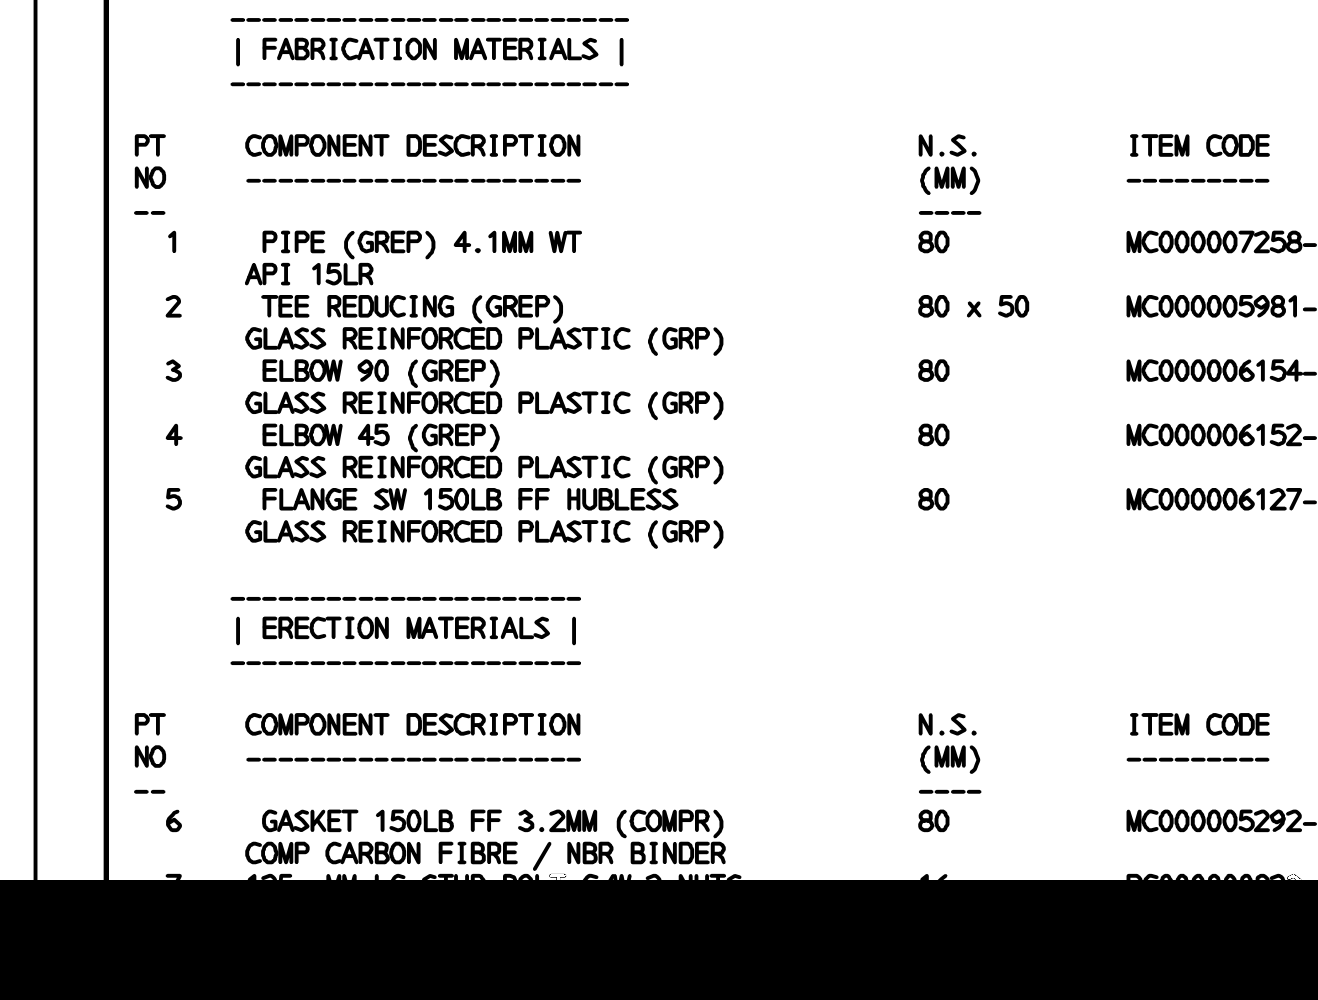 ------------------------
| FABRICATION MATERIALS |
------------------------
PT COMPONENT DESCRIPTION N.S. ITEM CODE
NO --------------------- (MM) ---------
-- ----
1 PIPE (GREP) 4.1MM WT 80 MC000007258-
API 15LR
2 TEE REDUCING (GREP) 80 x 50 MC000005981-
GLASS REINFORCED PLASTIC (GRP)
3 ELBOW 90 (GREP) 80 MC000006154-
GLASS REINFORCED PLASTIC (GRP)
4 ELBOW 45 (GREP) 80 MC000006152-
GLASS REINFORCED PLASTIC (GRP)
5 FLANGE SW 150LB FF HUBLESS 80 MC000006127-
GLASS REINFORCED PLASTIC (GRP)
----------------------
| ERECTION MATERIALS |
----------------------
PT COMPONENT DESCRIPTION N.S. ITEM CODE
NO --------------------- (MM) ---------
-- ----
6 GASKET 150LB FF 3.2MM (COMPR) 80 MC000005292-
COMP CARBON FIBRE / NBR BINDER